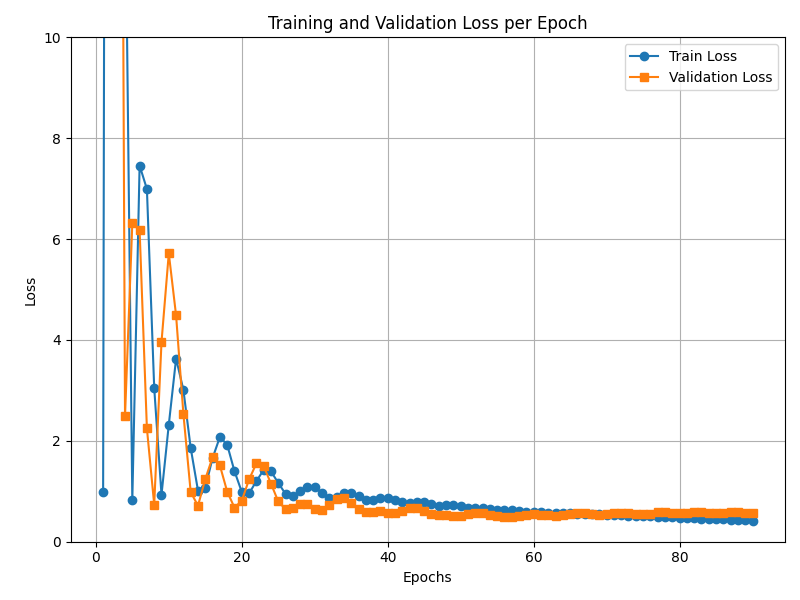 Training and Validation Loss per Epoch
Train Loss
Validation Loss
10
8
6
4
2
0
Loss
0 20 40 60 80
Epochs